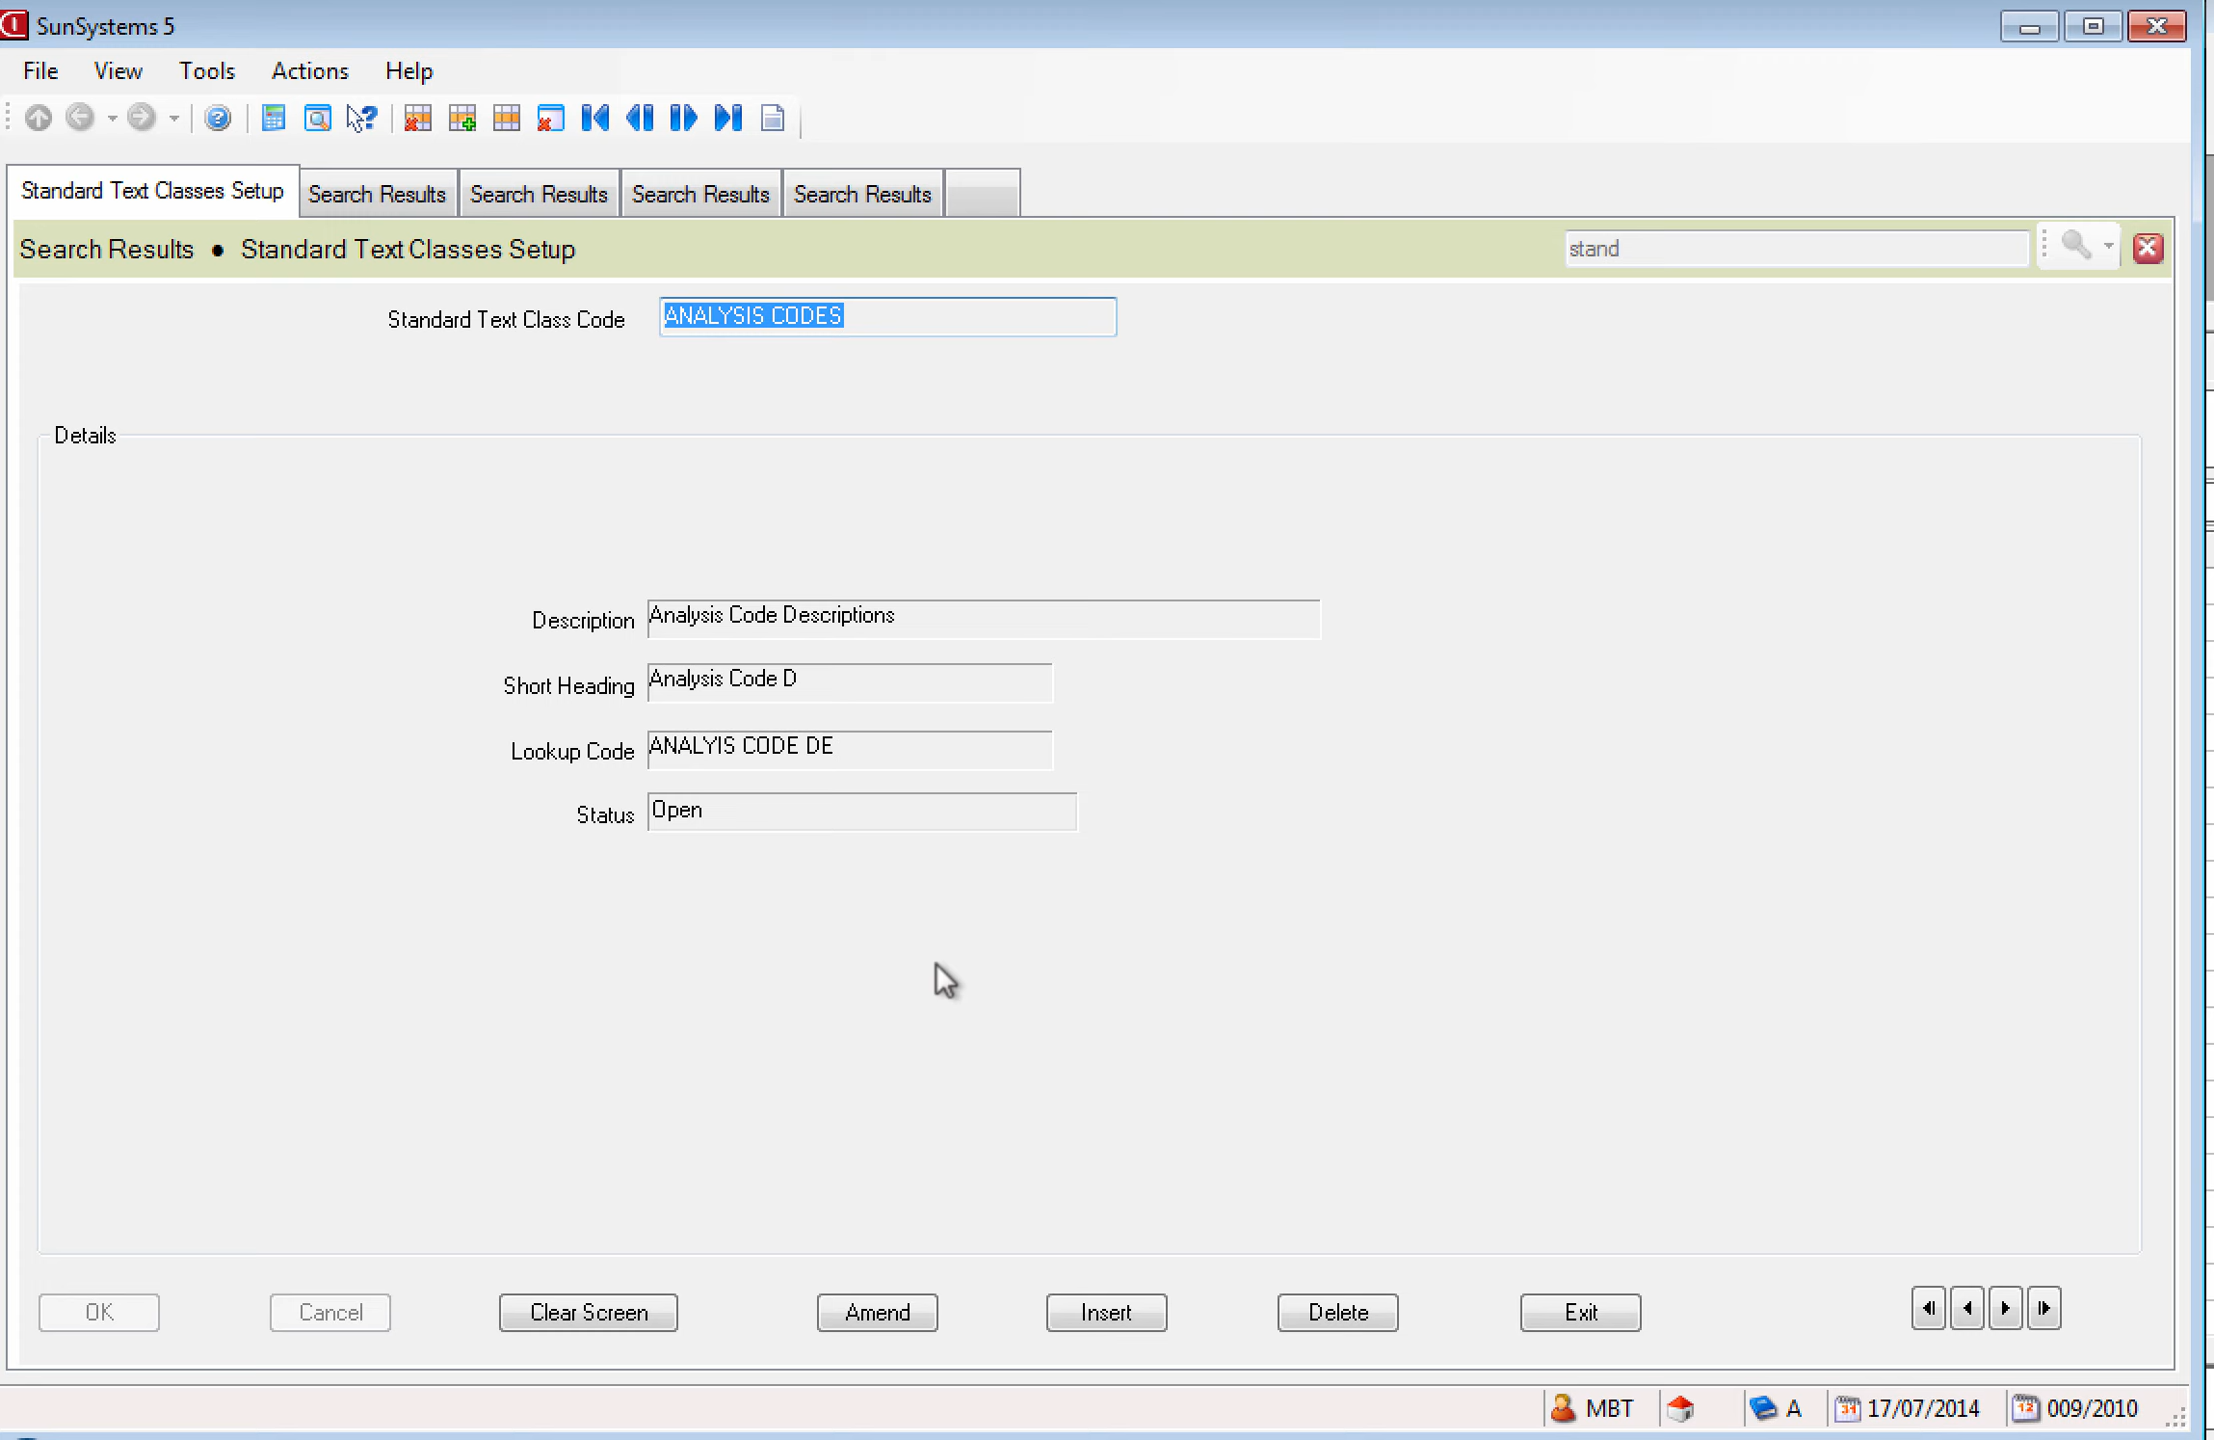 SunSystems 5
File View Tools Actions Help
Standard Text Classes Setup Search Results Search Results Search Results Search Results
Search Results • Standard Text Classes Setup stand
Standard Text Class Code ANALYSIS CODES
Details
Description Analysis Code Descriptions
Short Heading Analysis Code D
Lookup Code ANALYIS CODE DE
Status Open
OK Cancel Clear Screen Amend Insert Delete Exit
MBT A 17/07/2014 009/2010